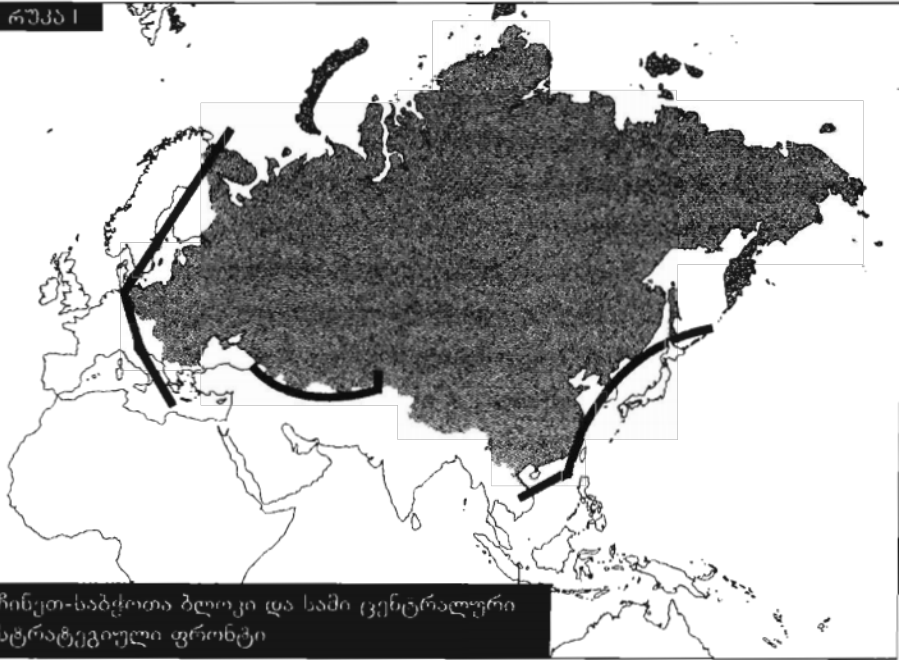 რუკა I
ჩინეთ-საბჭოთა ბლოკი და სამი ცენტრალური
სტრატეგიული ფრონტი